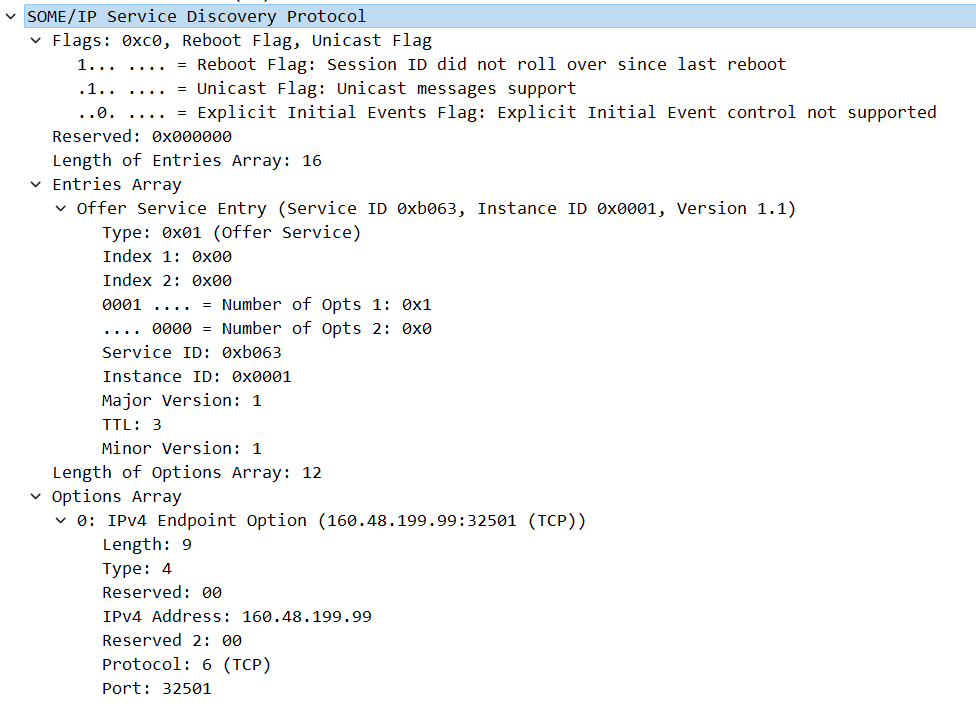 SOME/IP Service Discovery Protocol
Flags: 0xc0, Reboot Flag, Unicast Flag
1... .... = Reboot Flag: Session ID did not roll over since last reboot
.1.. .... = Unicast Flag: Unicast messages support
..0. .... = Explicit Initial Events Flag: Explicit Initial Event control not supported
Reserved: 0x000000
Length of Entries Array: 16
Entries Array
Offer Service Entry (Service ID 0xb063, Instance ID 0x0001, Version 1.1)
Type: 0x01 (Offer Service)
Index 1: 0x00
Index 2: 0x00
0001 .... = Number of Opts 1: 0x1
.... 0000 = Number of Opts 2: 0x0
Service ID: 0xb063
Instance ID: 0x0001
Major Version: 1
TTL: 3
Minor Version: 1
Length of Options Array: 12
Options Array
0: IPv4 Endpoint Option (160.48.199.99:32501 (TCP))
Length: 9
Type: 4
Reserved: 00
IPv4 Address: 160.48.199.99
Reserved 2: 00
Protocol: 6 (TCP)
Port: 32501